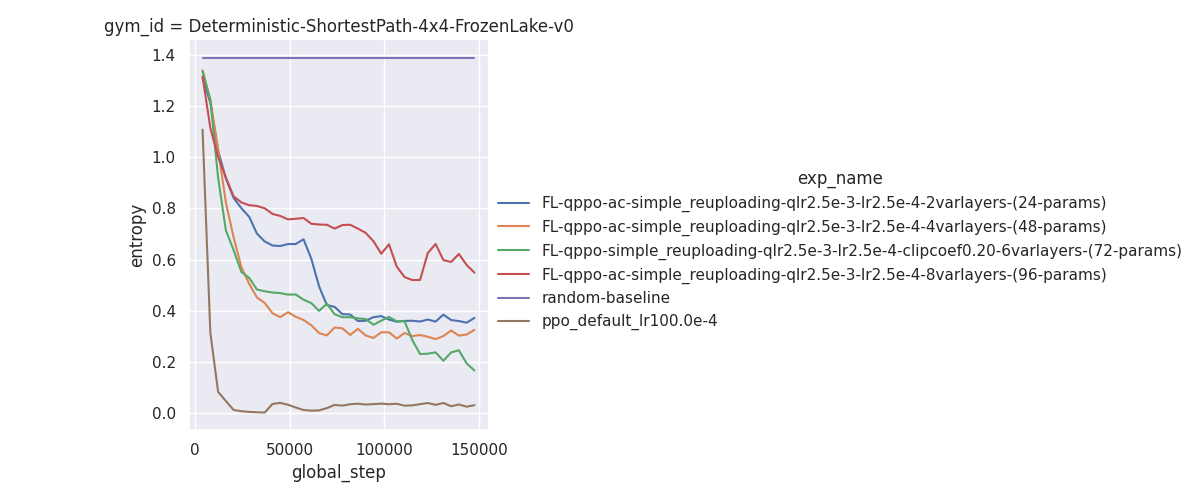 gym_id = Deterministic-ShortestPath-4x4-FrozenLake-v0
1.4
1.2
1.0
0.8
0.6
0.4
0.2
0.0
entropy
0
50000
100000
150000
global_step
exp_name
FL-qppo-ac-simple_reuploading-qlr2.5e-3-lr2.5e-4-2varlayers-(24-params)
FL-qppo-ac-simple_reuploading-qlr2.5e-3-lr2.5e-4-4varlayers-(48-params)
FL-qppo-simple_reuploading-qlr2.5e-3-lr2.5e-4-clipcoef0.20-6varlayers-(72-params)
FL-qppo-ac-simple_reuploading-qlr2.5e-3-lr2.5e-4-8varlayers-(96-params)
random-baseline
ppo_default_lr100.0e-4